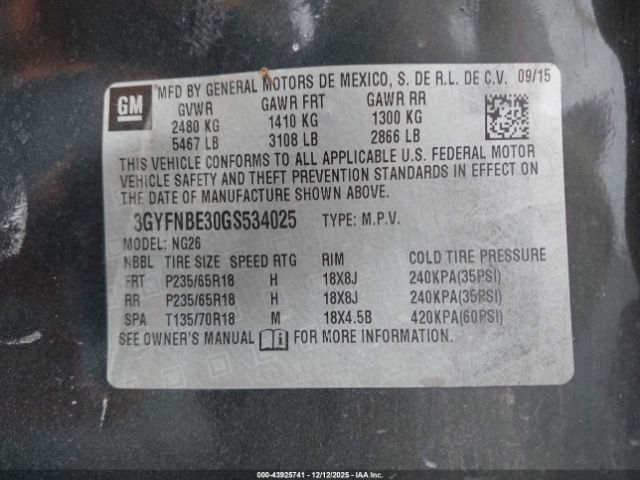 GM
MFD BY GENERAL MOTORS DE MEXICO, S. DE R.L. DE C.V. 09/15
GVWR GAWR FRT GAWR RR
2480 KG 1410 KG 1300 KG
5467 LB 3108 LB 2866 LB
THIS VEHICLE CONFORMS TO ALL APPLICABLE U.S. FEDERAL MOTOR
VEHICLE SAFETY AND THEFT PREVENTION STANDARDS IN EFFECT ON
THE DATE OF MANUFACTURE SHOWN ABOVE.
3GYFNBE30GS534025 TYPE: M.P.V.
MODEL: NG26
NBBL TIRE SIZE SPEED RTG RIM COLD TIRE PRESSURE
FRT P235/65R18 H 18X8J 240KPA(35PSI)
RR P235/65R18 H 18X8J 240KPA(35PSI)
SPA T135/70R18 M 18X4.5B 420KPA(60PSI)
SEE OWNER'S MANUAL i FOR MORE INFORMATION.
000-43925741 - 12/12/2025 - IAAI.COM